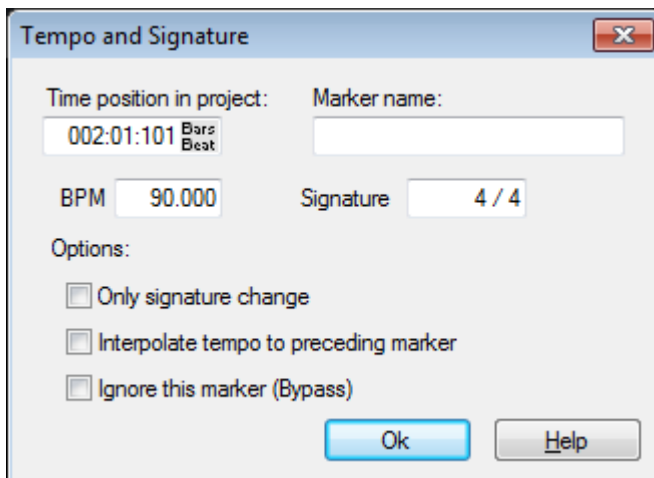 Tempo and Signature
Time position in project: Marker name:
002:01:101 Bars Beat
BPM 90.000 Signature 4 / 4
Options:
Only signature change
Interpolate tempo to preceding marker
Ignore this marker (Bypass)
Ok Help